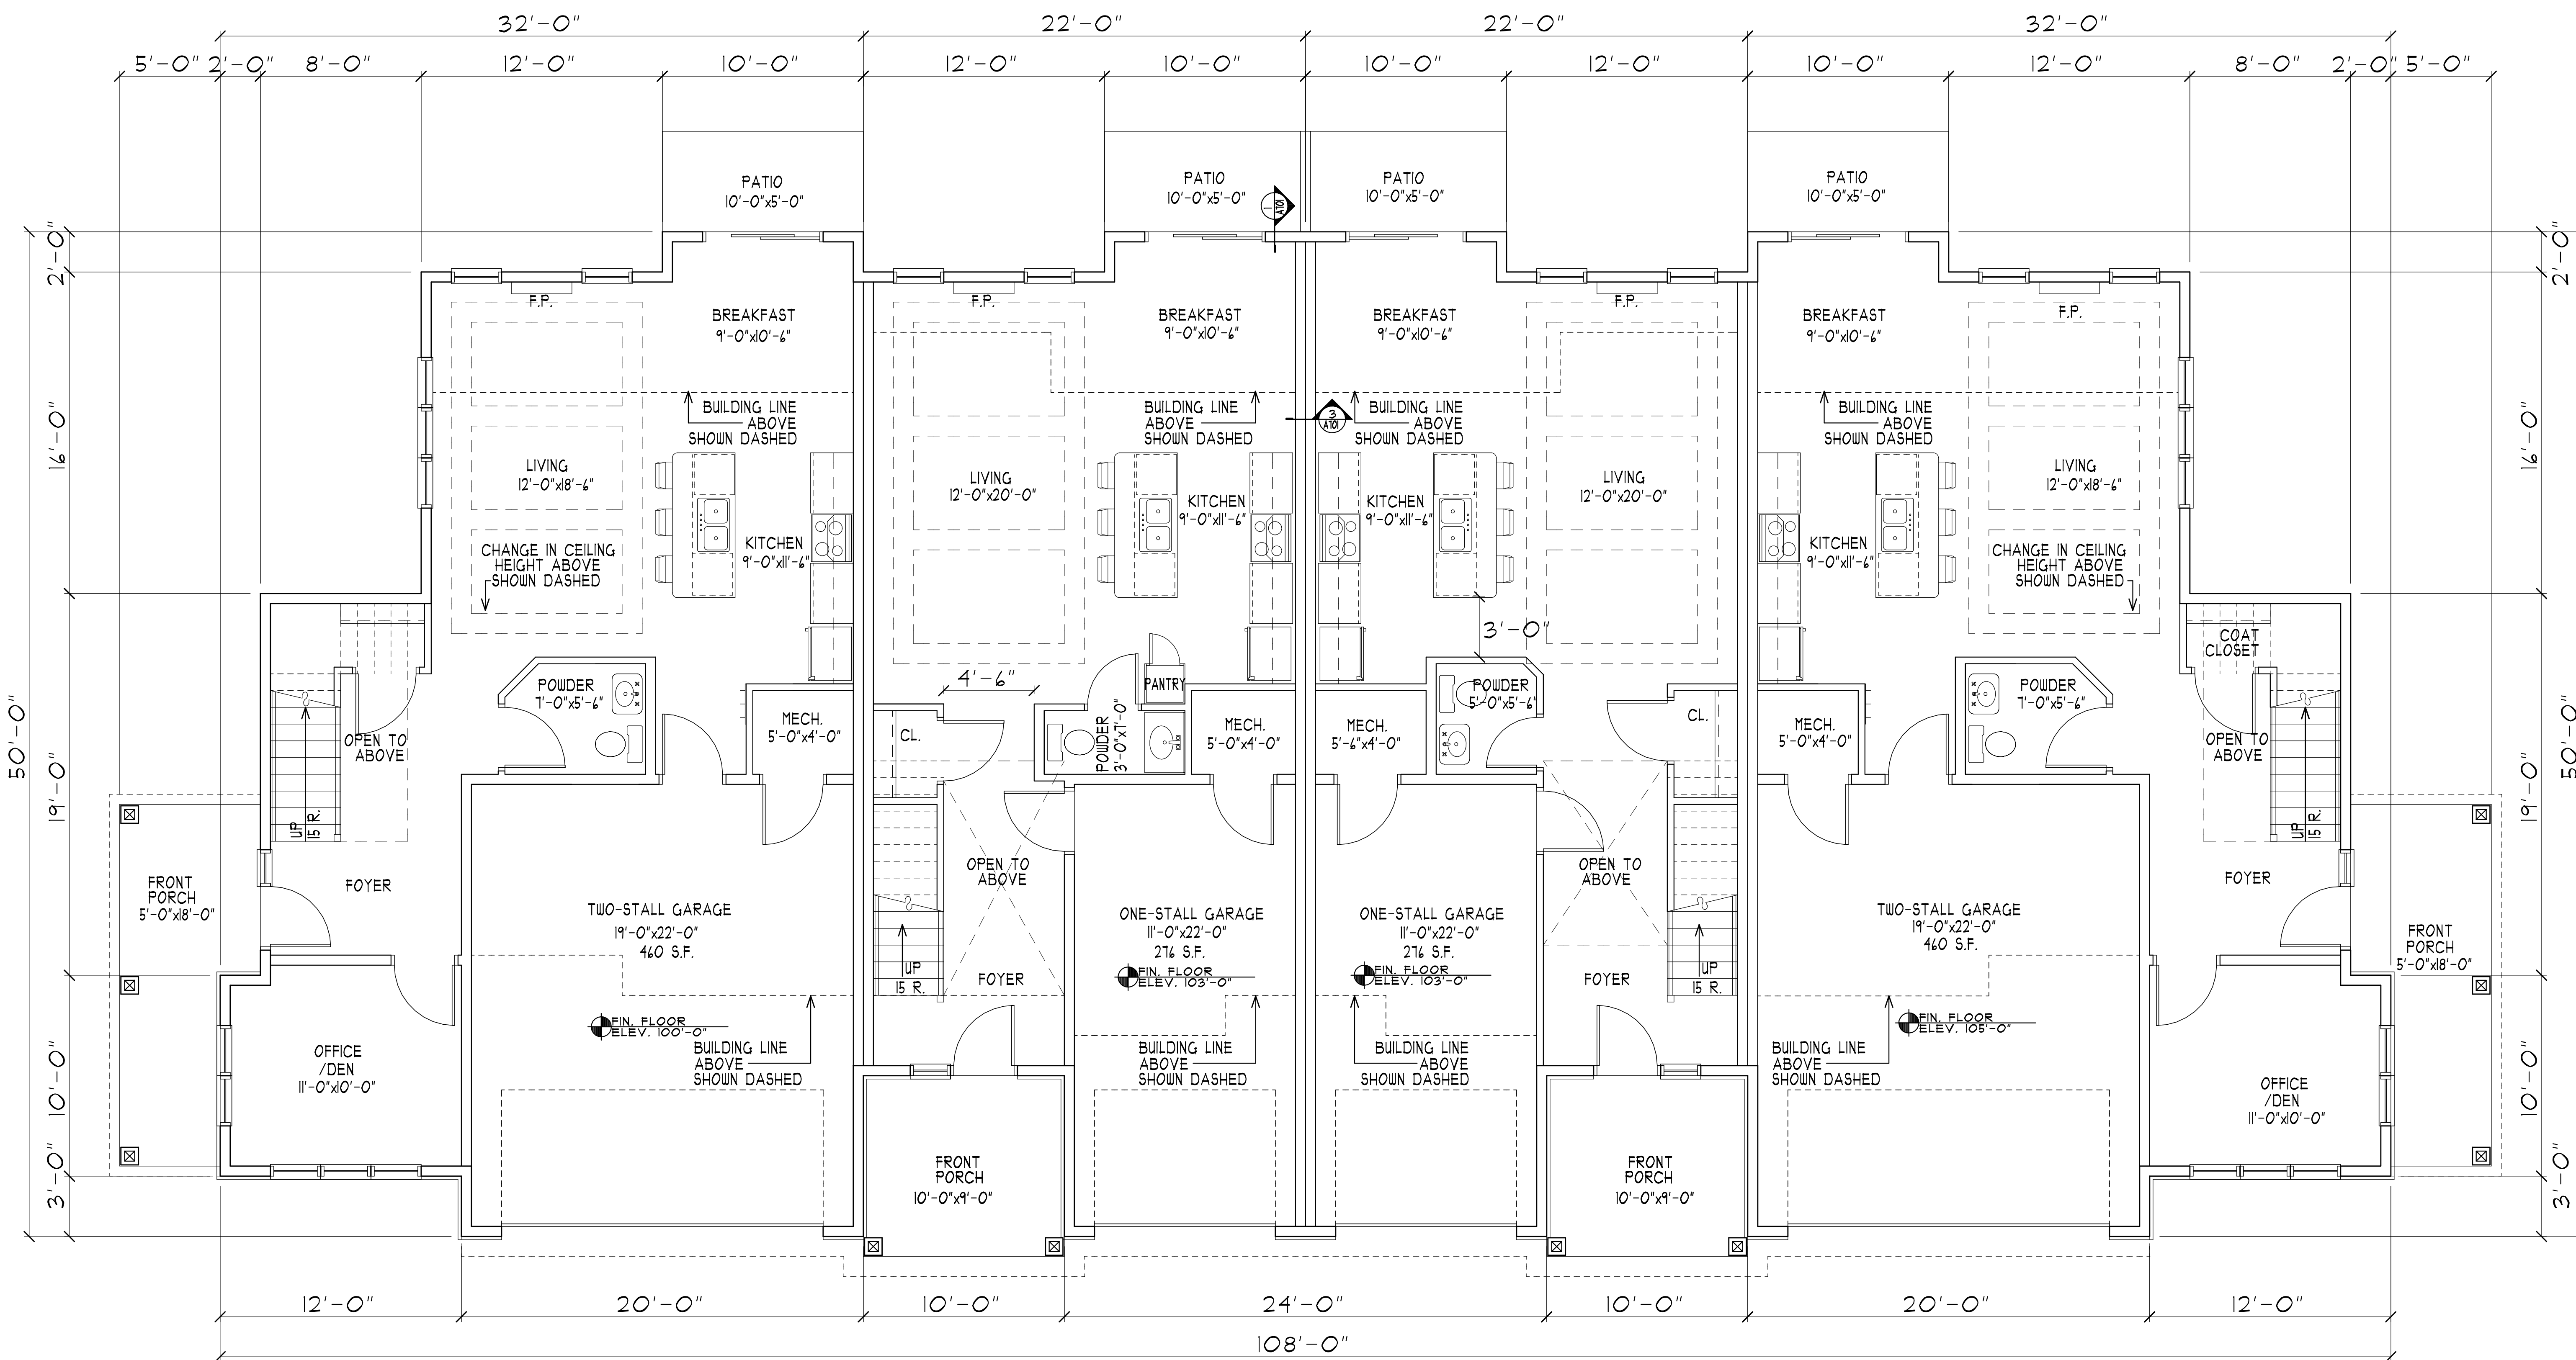 32'-0" 22'-0" 22'-0" 32'-0"
5'-0" 2'-0" 8'-0" 12'-0" 10'-0" 12'-0" 10'-0" 10'-0" 12'-0" 10'-0" 12'-0" 8'-0" 2'-0" 5'-0"
PATIO
10'-0"x5'-0"
PATIO
10'-0"x5'-0"
1
A701
PATIO
10'-0"x5'-0"
PATIO
10'-0"x5'-0"
50'-0"
2'-0"
16'-0"
19'-0"
10'-0"
3'-0"
F.P.
BREAKFAST
9'-0"x10'-6"
BUILDING LINE
ABOVE
SHOWN DASHED
LIVING
12'-0"x18'-6"
CHANGE IN CEILING
HEIGHT ABOVE
SHOWN DASHED
KITCHEN
9'-0"x11'-6"
POWDER
7'-0"x5'-6"
MECH.
5'-0"x4'-0"
OPEN TO
ABOVE
UP
15 R.
FOYER
FRONT
PORCH
5'-0"x18'-0"
TWO-STALL GARAGE
19'-0"x22'-0"
460 S.F.
FIN. FLOOR
ELEV. 100'-0"
BUILDING LINE
ABOVE
SHOWN DASHED
OFFICE
/DEN
11'-0"x10'-0"
F.P.
BREAKFAST
9'-0"x10'-6"
BUILDING LINE
ABOVE
SHOWN DASHED
LIVING
12'-0"x20'-0"
KITCHEN
9'-0"x11'-6"
4'-6"
PANTRY
CL.
POWDER
3'-0"x7'-0"
MECH.
5'-0"x4'-0"
OPEN TO
ABOVE
UP
15 R.
FOYER
ONE-STALL GARAGE
11'-0"x22'-0"
276 S.F.
FIN. FLOOR
ELEV. 103'-0"
BUILDING LINE
ABOVE
SHOWN DASHED
FRONT
PORCH
10'-0"x9'-0"
3
A701
BREAKFAST
9'-0"x10'-6"
F.P.
BUILDING LINE
ABOVE
SHOWN DASHED
KITCHEN
9'-0"x11'-6"
LIVING
12'-0"x20'-0"
3'-0"
POWDER
5'-0"x5'-6"
MECH.
5'-6"x4'-0"
CL.
OPEN TO
ABOVE
ONE-STALL GARAGE
11'-0"x22'-0"
276 S.F.
FIN. FLOOR
ELEV. 103'-0"
FOYER
UP
15 R.
BUILDING LINE
ABOVE
SHOWN DASHED
FRONT
PORCH
10'-0"x9'-0"
BREAKFAST
9'-0"x10'-6"
F.P.
BUILDING LINE
ABOVE
SHOWN DASHED
LIVING
12'-0"x18'-6"
KITCHEN
9'-0"x11'-6"
CHANGE IN CEILING
HEIGHT ABOVE
SHOWN DASHED
COAT
CLOSET
POWDER
7'-0"x5'-6"
MECH.
5'-0"x4'-0"
OPEN TO
ABOVE
UP
15 R.
FOYER
TWO-STALL GARAGE
19'-0"x22'-0"
460 S.F.
FRONT
PORCH
5'-0"x18'-0"
FIN. FLOOR
ELEV. 105'-0"
BUILDING LINE
ABOVE
SHOWN DASHED
OFFICE
/DEN
11'-0"x10'-0"
2'-0"
16'-0"
19'-0"
10'-0"
3'-0"
50'-0"
12'-0" 20'-0" 10'-0" 24'-0" 10'-0" 20'-0" 12'-0"
108'-0"